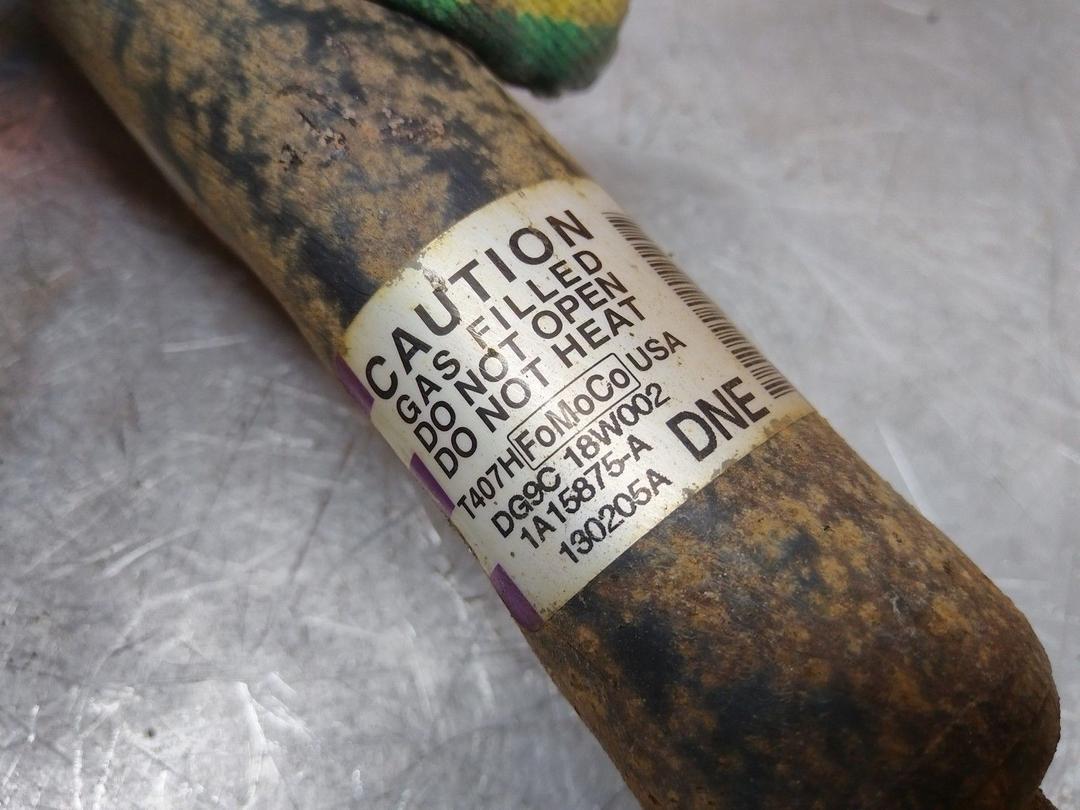 CAUTION
GAS FILLED
DO NOT OPEN
DO NOT HEAT
T407H FoMoCo USA
DG9C 18W002
1A15875-A
130205A
DNE